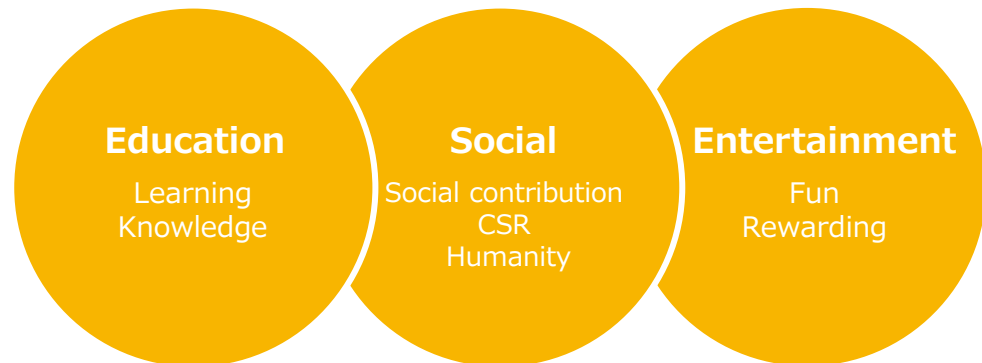 Education
Learning
Knowledge
Social
Social contribution
CSR
Humanity
Entertainment
Fun
Rewarding